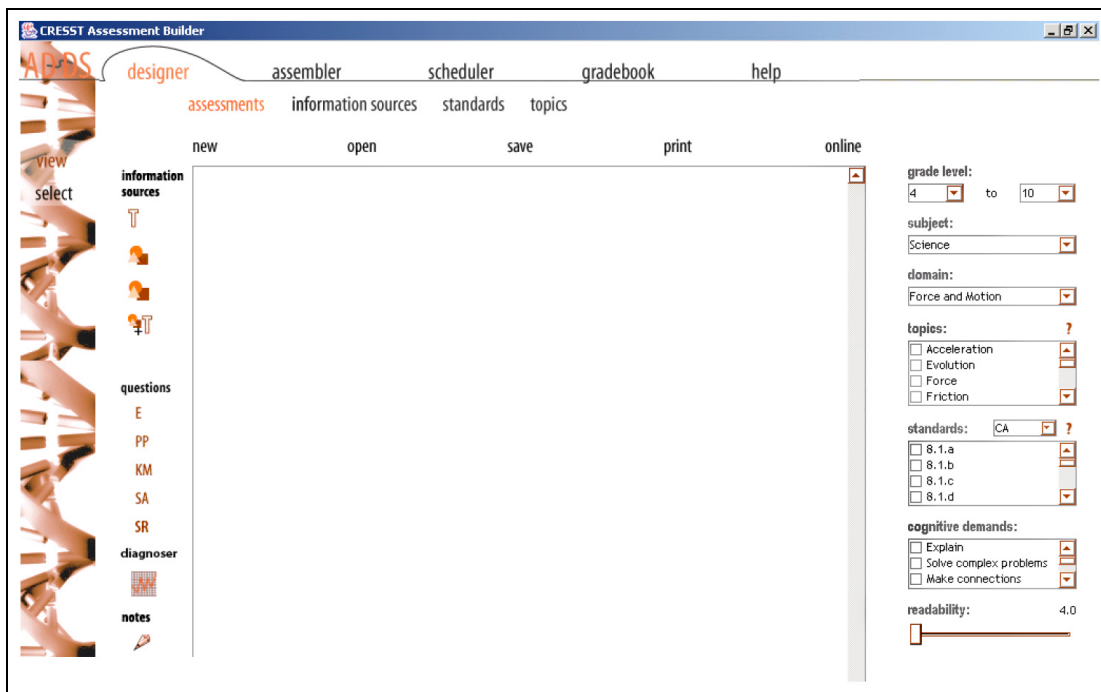 CRESST Assessment Builder
ADDS
designer assembler scheduler gradebook help
assessments information sources standards topics
new open save print online
view
select
information
sources
T
T
questions
E
PP
KM
SA
SR
diagnoser
notes
grade level:
4 to 10
subject:
Science
domain:
Force and Motion
topics: ?
Acceleration
Evolution
Force
Friction
standards: CA ?
8.1.a
8.1.b
8.1.c
8.1.d
cognitive demands:
Explain
Solve complex problems
Make connections
readability: 4.0